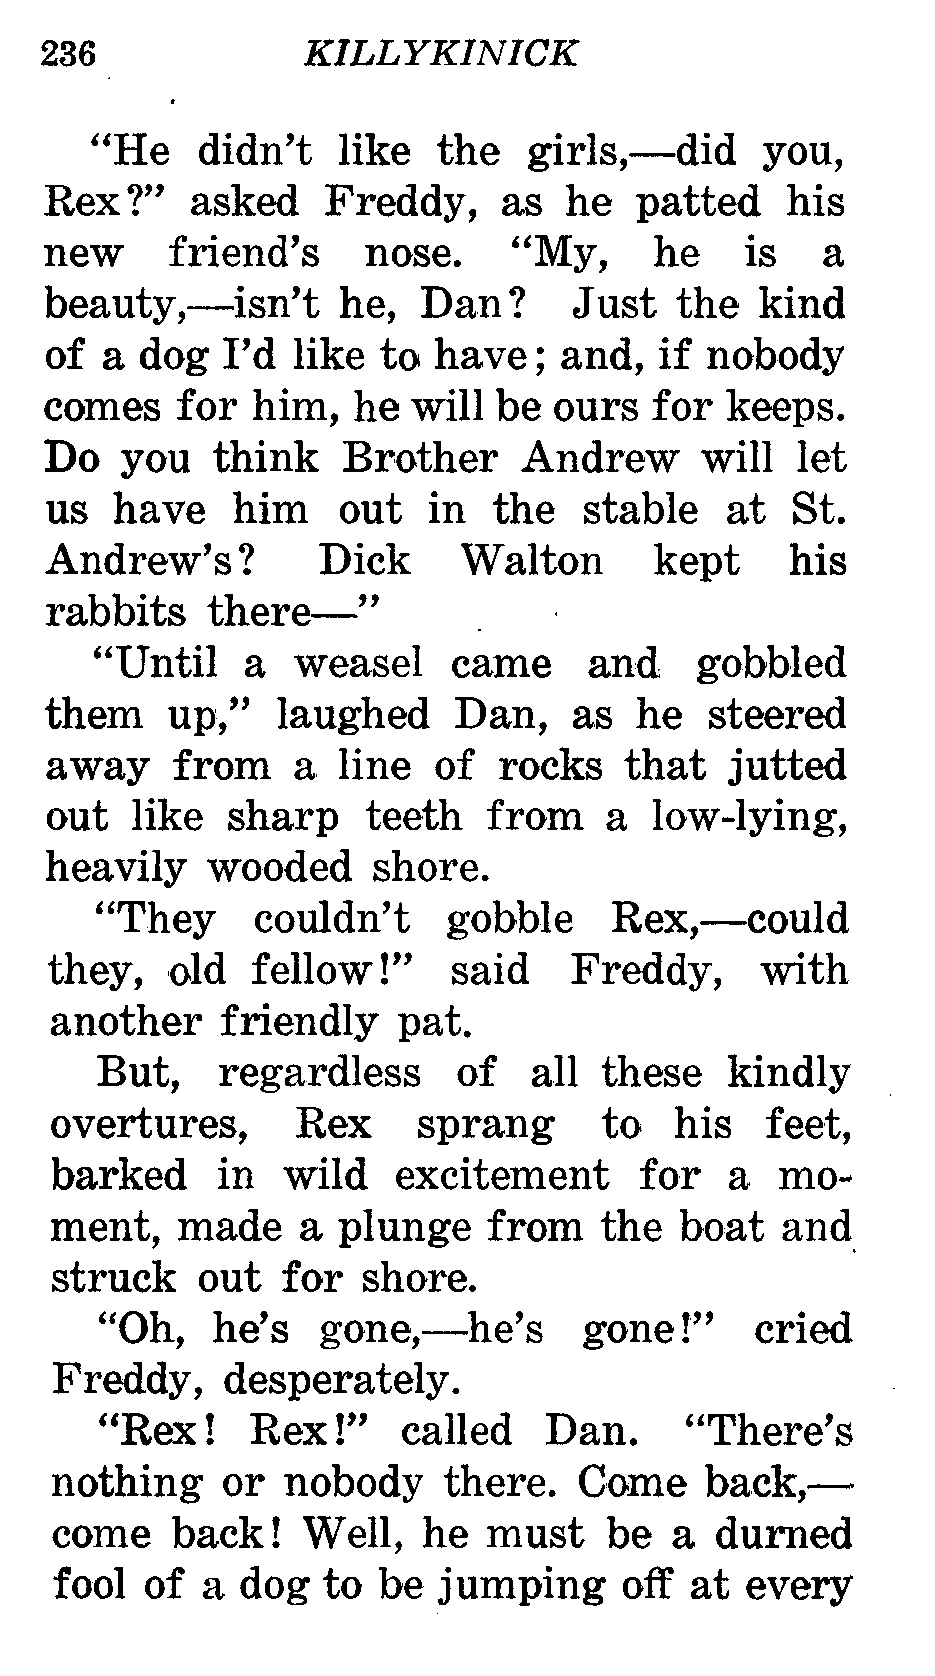 236 KILLYKINICK
"He didn't like the girls,—did you,
Rex?" asked Freddy, as he patted his
new friend's nose. "My, he is a
beauty,—isn't he, Dan? Just the kind
of a dog I'd like to have; and, if nobody
comes for him, he will be ours for keeps.
Do you think Brother Andrew will let
us have him out in the stable at St.
Andrew's? Dick Walton kept his
rabbits there—"
"Until a weasel came and gobbled
them up," laughed Dan, as he steered
away from a line of rocks that jutted
out like sharp teeth from a low-lying,
heavily wooded shore.
"They couldn't gobble Rex,—could
they, old fellow!" said Freddy, with
another friendly pat.
But, regardless of all these kindly
overtures, Rex sprang to his feet,
barked in wild excitement for a mo-
ment, made a plunge from the boat and
struck out for shore.
"Oh, he's gone,—he's gone!" cried
Freddy, desperately.
"Rex! Rex!" called Dan. "There's
nothing or nobody there. Come back,—
come back! Well, he must be a durned
fool of a dog to be jumping off at every